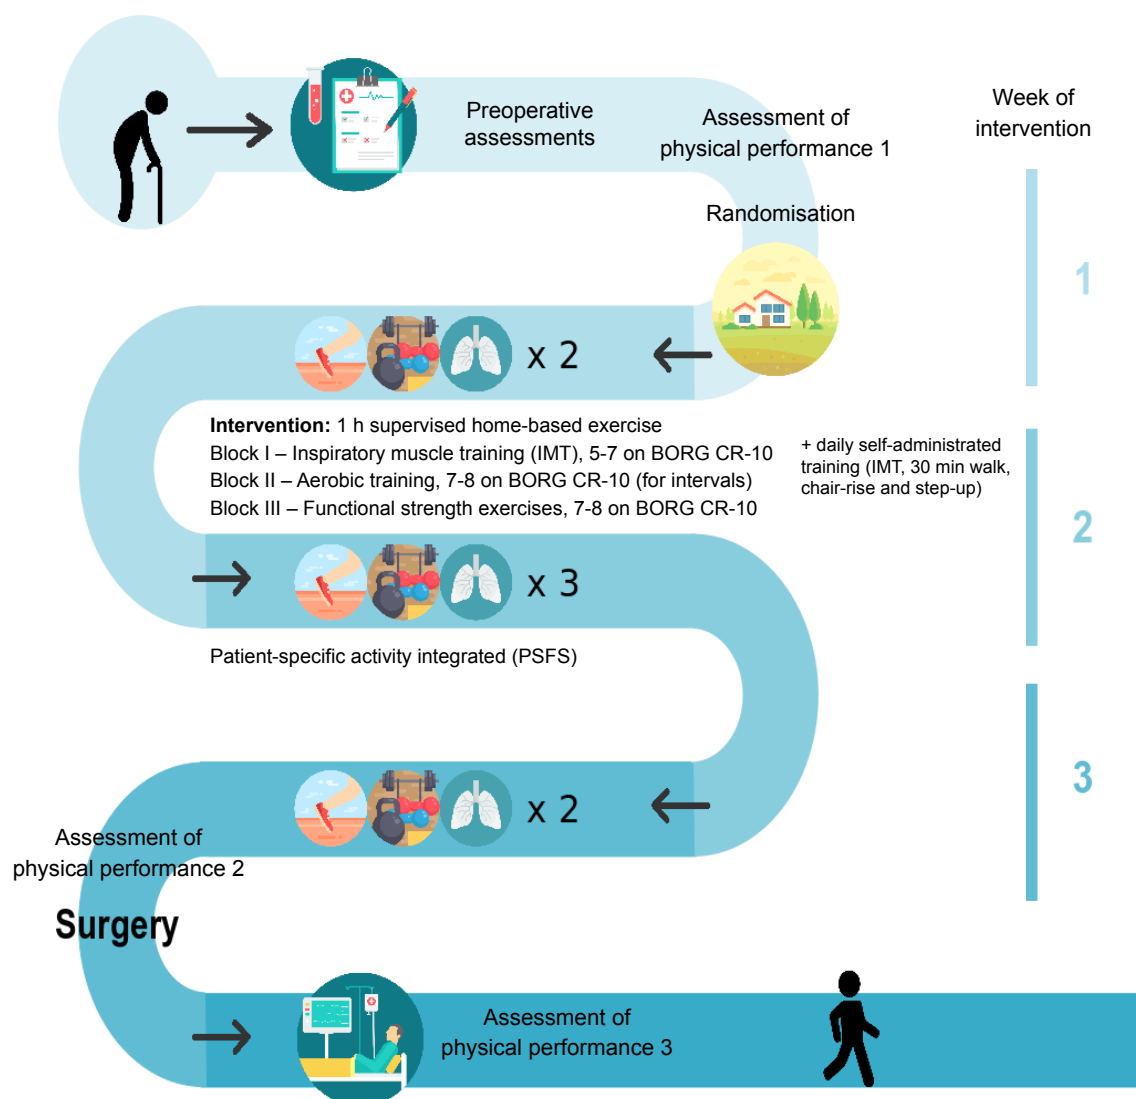 Preoperative
assessments
Assessment of
physical performance 1
Week of
intervention
Randomisation
1
x 2
Intervention: 1 h supervised home-based exercise
Block I – Inspiratory muscle training (IMT), 5-7 on BORG CR-10
Block II – Aerobic training, 7-8 on BORG CR-10 (for intervals)
Block III – Functional strength exercises, 7-8 on BORG CR-10
+ daily self-administrated
training (IMT, 30 min walk,
chair-rise and step-up)
2
x 3
Patient-specific activity integrated (PSFS)
3
x 2
Assessment of
physical performance 2
Surgery
Assessment of
physical performance 3